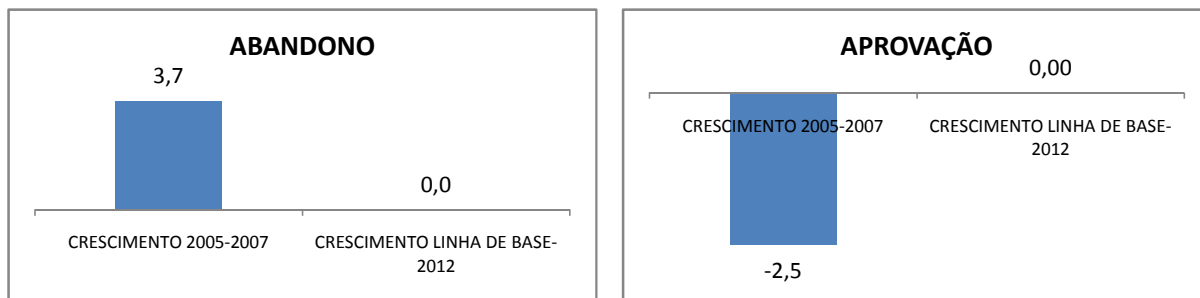 ABANDONO
3,7
0,0
CRESCIMENTO 2005-2007
CRESCIMENTO LINHA DE BASE-
2012
APROVAÇÃO
0,00
CRESCIMENTO 2005-2007
CRESCIMENTO LINHA DE BASE-
2012
-2,5